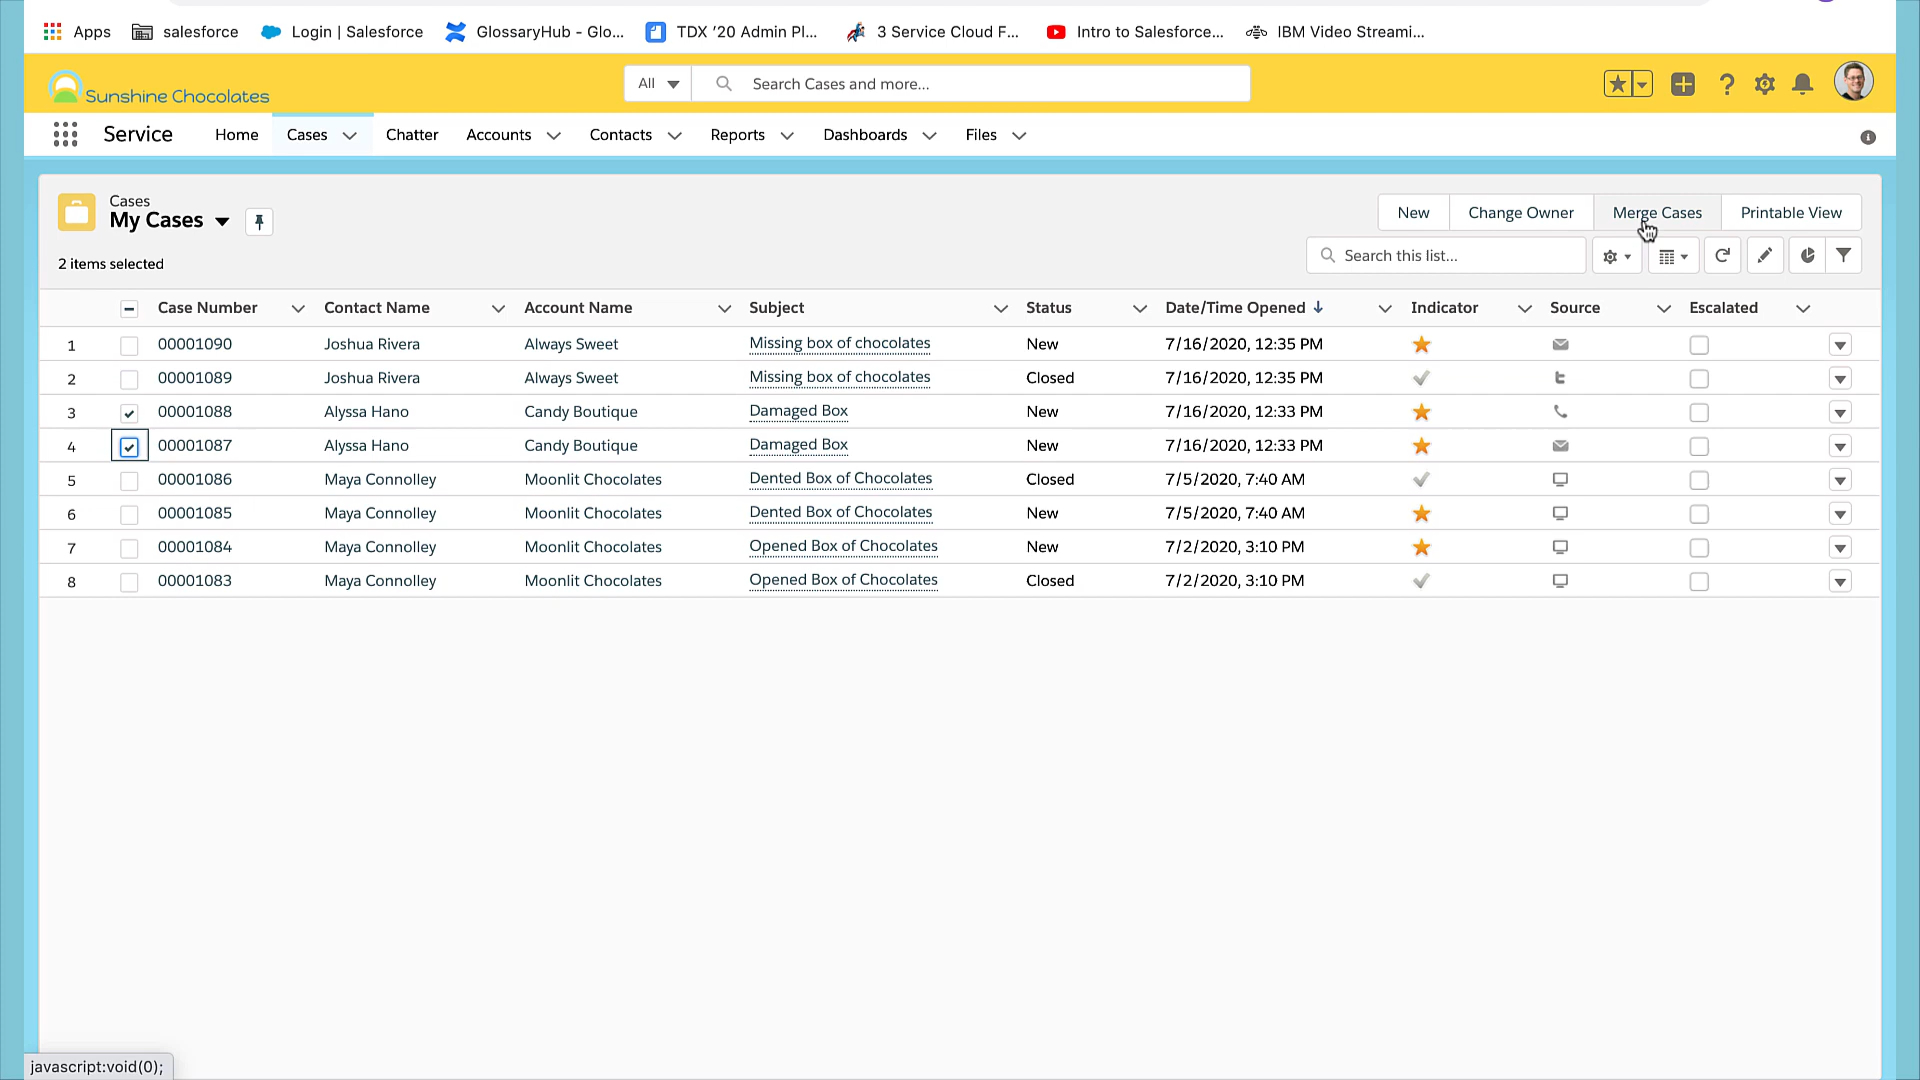 Apps salesforce Login | Salesforce GlossaryHub - Glo... TDX '20 Admin Pl... 3 Service Cloud F... Intro to Salesforce... IBM Video Streami...
Sunshine Chocolates All Search Cases and more...
Service Home Cases Chatter Accounts Contacts Reports Dashboards Files
Cases
My Cases New Change Owner Merge Cases Printable View
2 items selected Search this list...
Case Number Contact Name Account Name Subject Status Date/Time Opened Indicator Source Escalated
1 00001090 Joshua Rivera Always Sweet Missing box of chocolates New 7/16/2020, 12:35 PM
2 00001089 Joshua Rivera Always Sweet Missing box of chocolates Closed 7/16/2020, 12:35 PM
3 00001088 Alyssa Hano Candy Boutique Damaged Box New 7/16/2020, 12:33 PM
4 00001087 Alyssa Hano Candy Boutique Damaged Box New 7/16/2020, 12:33 PM
5 00001086 Maya Connolley Moonlit Chocolates Dented Box of Chocolates Closed 7/5/2020, 7:40 AM
6 00001085 Maya Connolley Moonlit Chocolates Dented Box of Chocolates New 7/5/2020, 7:40 AM
7 00001084 Maya Connolley Moonlit Chocolates Opened Box of Chocolates New 7/2/2020, 3:10 PM
8 00001083 Maya Connolley Moonlit Chocolates Opened Box of Chocolates Closed 7/2/2020, 3:10 PM
javascript:void(0);